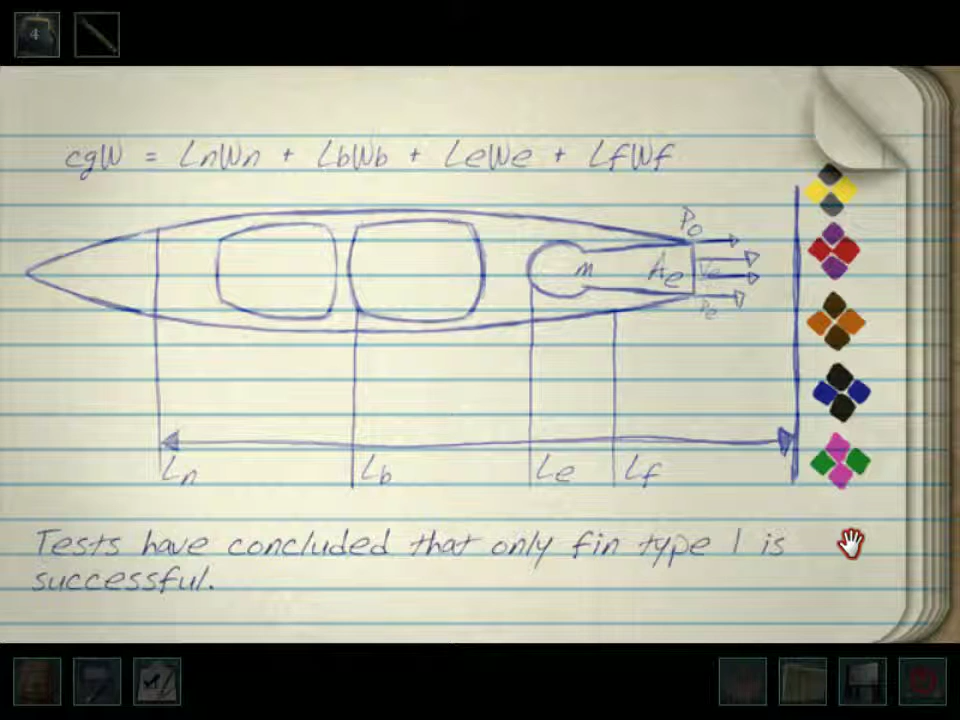 4
cgW = LnWn + LbWb + LeWe + LfWf
Po
m
Ae
Ve
Pe
Ln
Lb
Le
Lf
Tests have concluded that only fin type 1 is
successful.